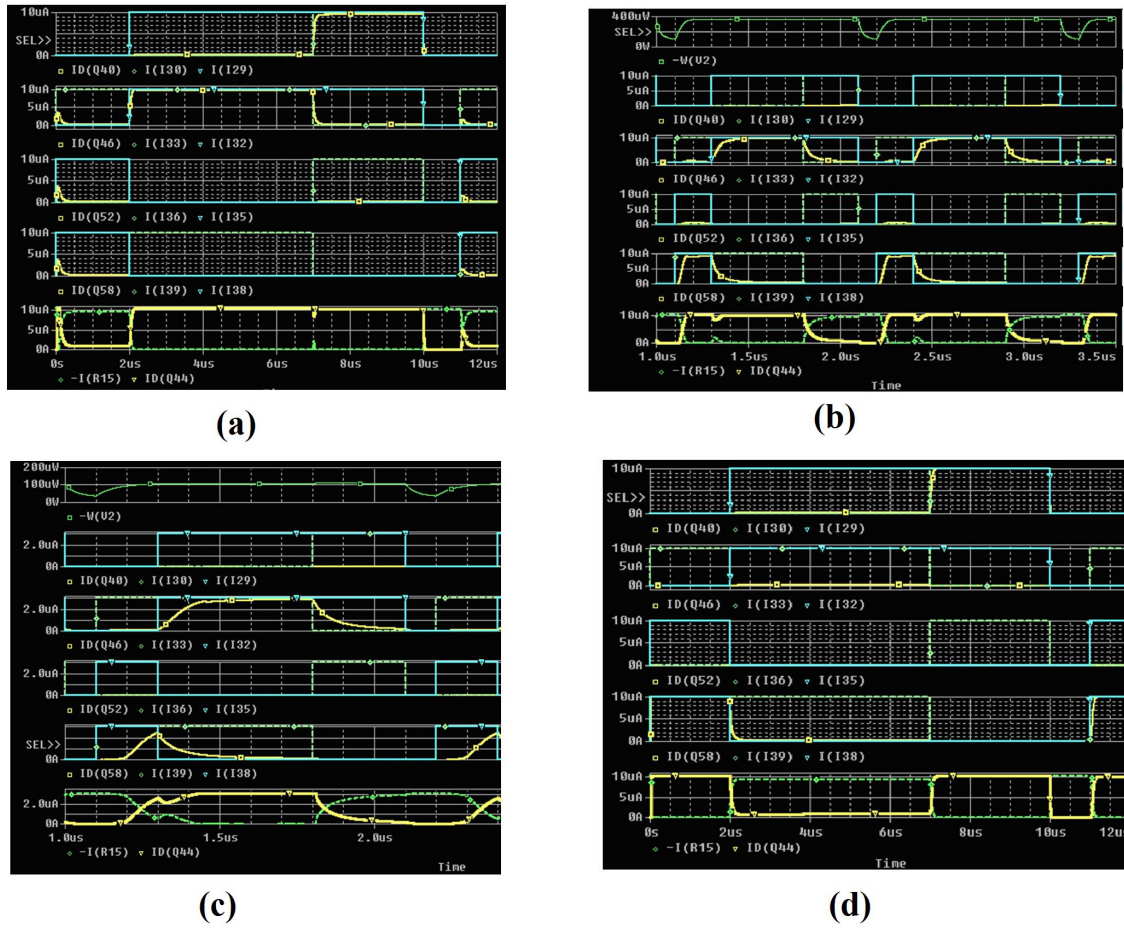 10uA
SEL>>
0A
ID(Q40) I(I30) I(I29)
10uA
5uA
0A
ID(Q46) I(I33) I(I32)
10uA
5uA
0A
ID(Q52) I(I36) I(I35)
10uA
5uA
0A
ID(Q58) I(I39) I(I38)
10uA
5uA
0A
0s 2us 4us 6us 8us 10us 12us
-I(R15) ID(Q44)
(a)
400uW
SEL>>
0W
-W(V2)
10uA
5uA
0A
ID(Q40) I(I30) I(I29)
10uA
5uA
0A
ID(Q46) I(I33) I(I32)
10uA
5uA
0A
ID(Q52) I(I36) I(I35)
10uA
5uA
0A
ID(Q58) I(I39) I(I38)
10uA
5uA
0A
1.0us 1.5us 2.0us 2.5us 3.0us 3.5us
-I(R15) ID(Q44) Time
(b)
200uW
100uW
0W
-W(V2)
2.0uA
0A
ID(Q40) I(I30) I(I29)
2.0uA
0A
ID(Q46) I(I33) I(I32)
2.0uA
0A
ID(Q52) I(I36) I(I35)
SEL>>
0A
ID(Q58) I(I39) I(I38)
2.0uA
0A
1.0us 1.5us 2.0us
-I(R15) ID(Q44)
Time
(c)
10uA
SEL>>
0A
ID(Q40) I(I30) I(I29)
10uA
5uA
0A
ID(Q46) I(I33) I(I32)
10uA
5uA
0A
ID(Q52) I(I36) I(I35)
10uA
5uA
0A
ID(Q58) I(I39) I(I38)
10uA
5uA
0A
0s 2us 4us 6us 8us 10us 12us
-I(R15) ID(Q44)
Time
(d)